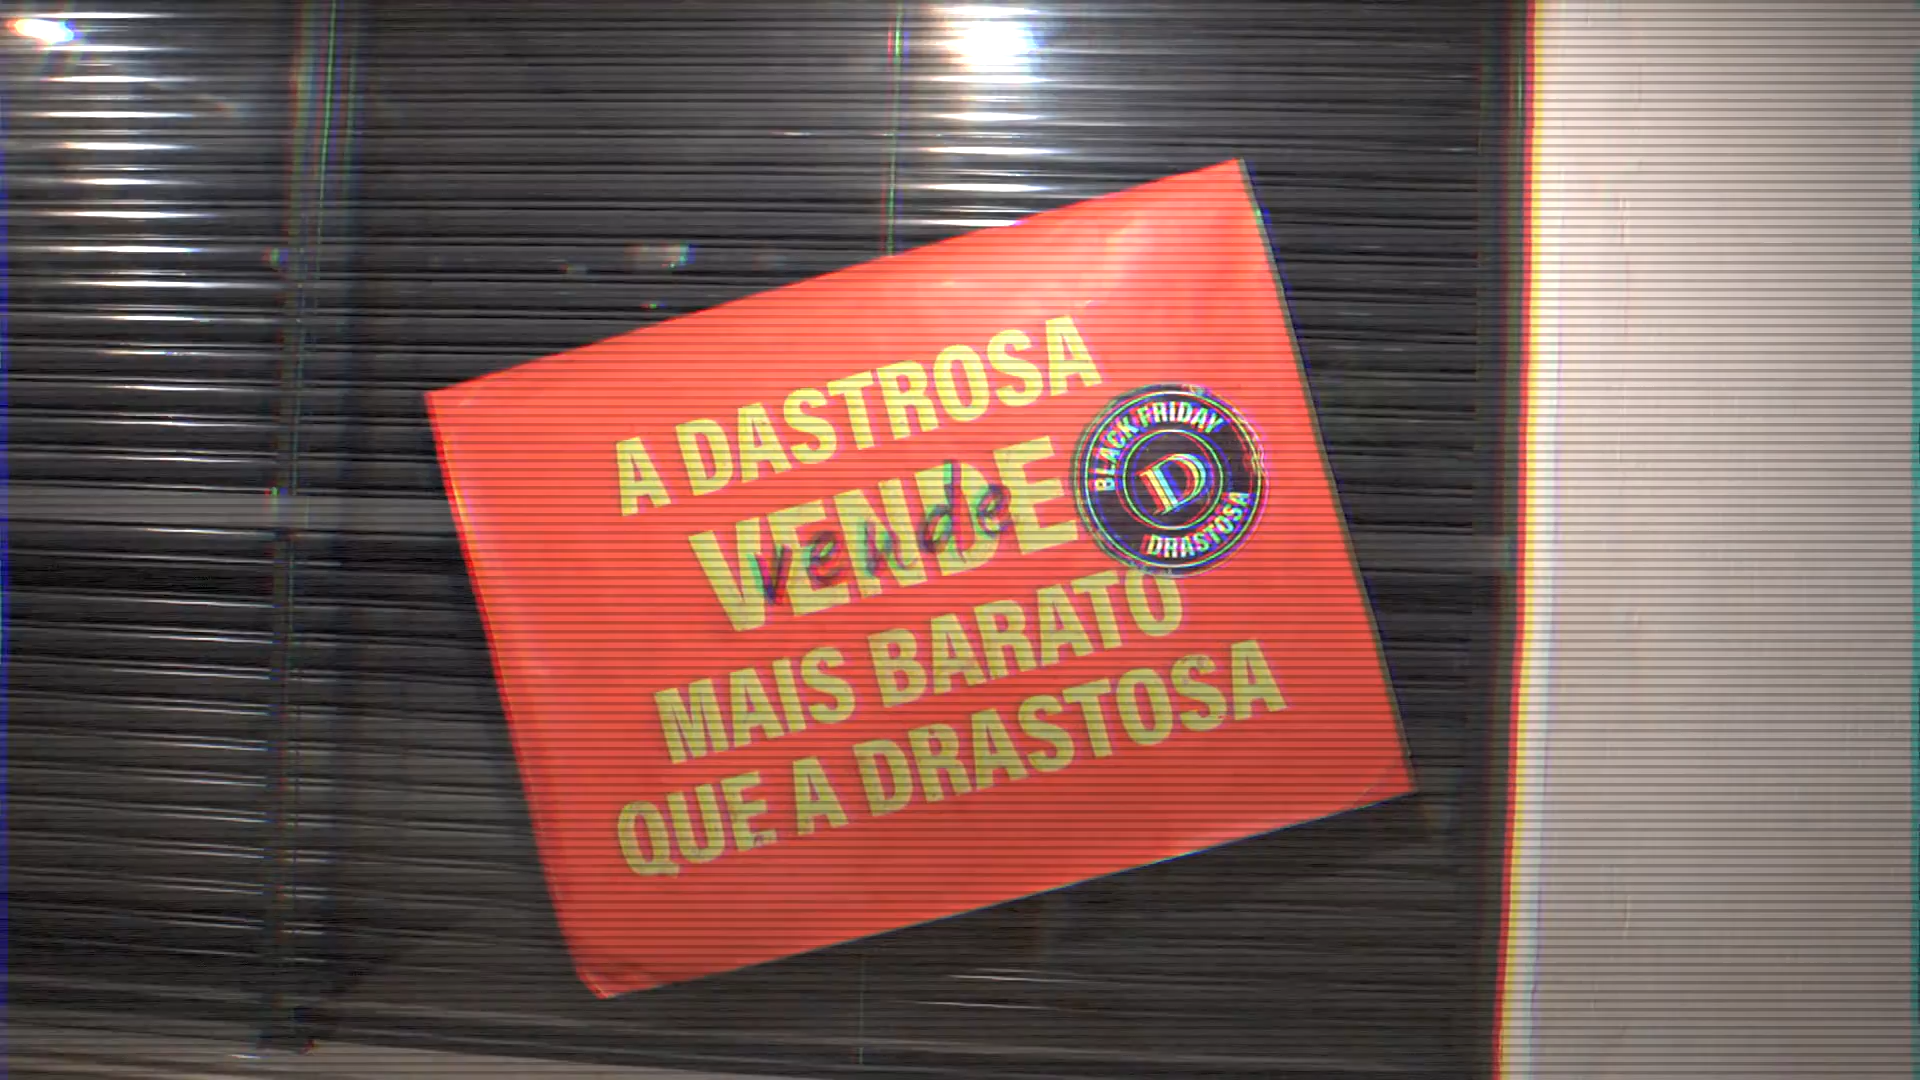 A DASTROSA
VENDE
vende
MAIS BARATO
QUE A DRASTOSA
BLACK FRIDAY
D
DRASTOSA